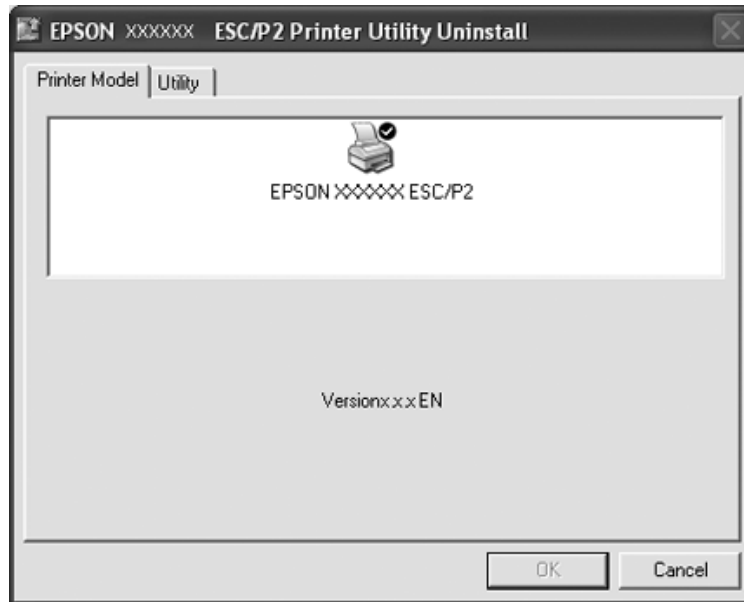 EPSON XXXXXX ESC/P2 Printer Utility Uninstall
Printer Model Utility
EPSON XXXXXX ESC/P2
Versionx.x.x EN
OK Cancel